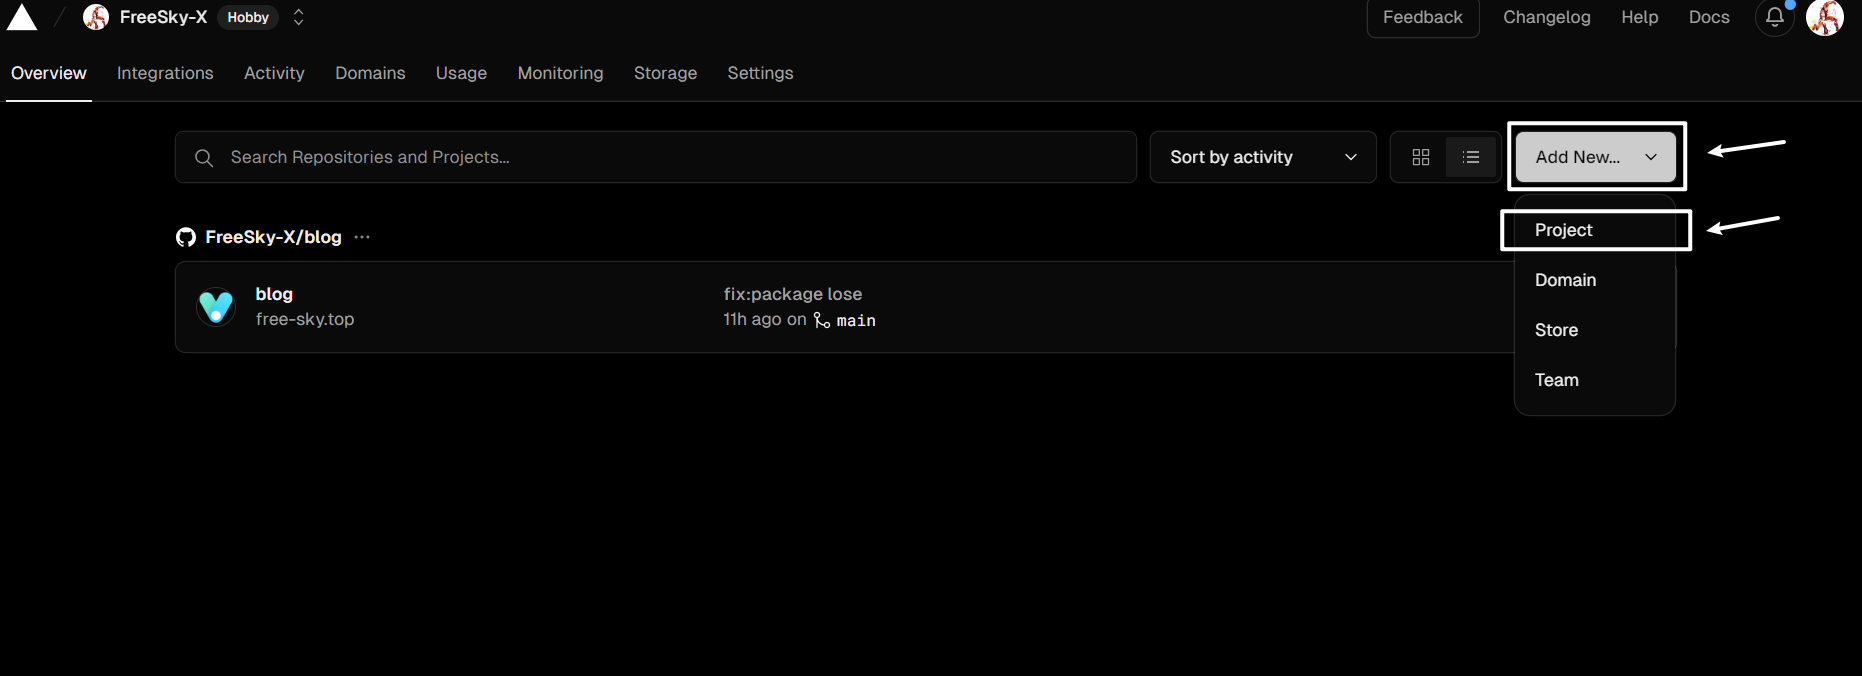 FreeSky-X Hobby Feedback Changelog Help Docs
Overview Integrations Activity Domains Usage Monitoring Storage Settings
Search Repositories and Projects... Sort by activity Add New...
Project
Domain
Store
Team
FreeSky-X/blog ...
blog fix:package lose
free-sky.top 11h ago on main